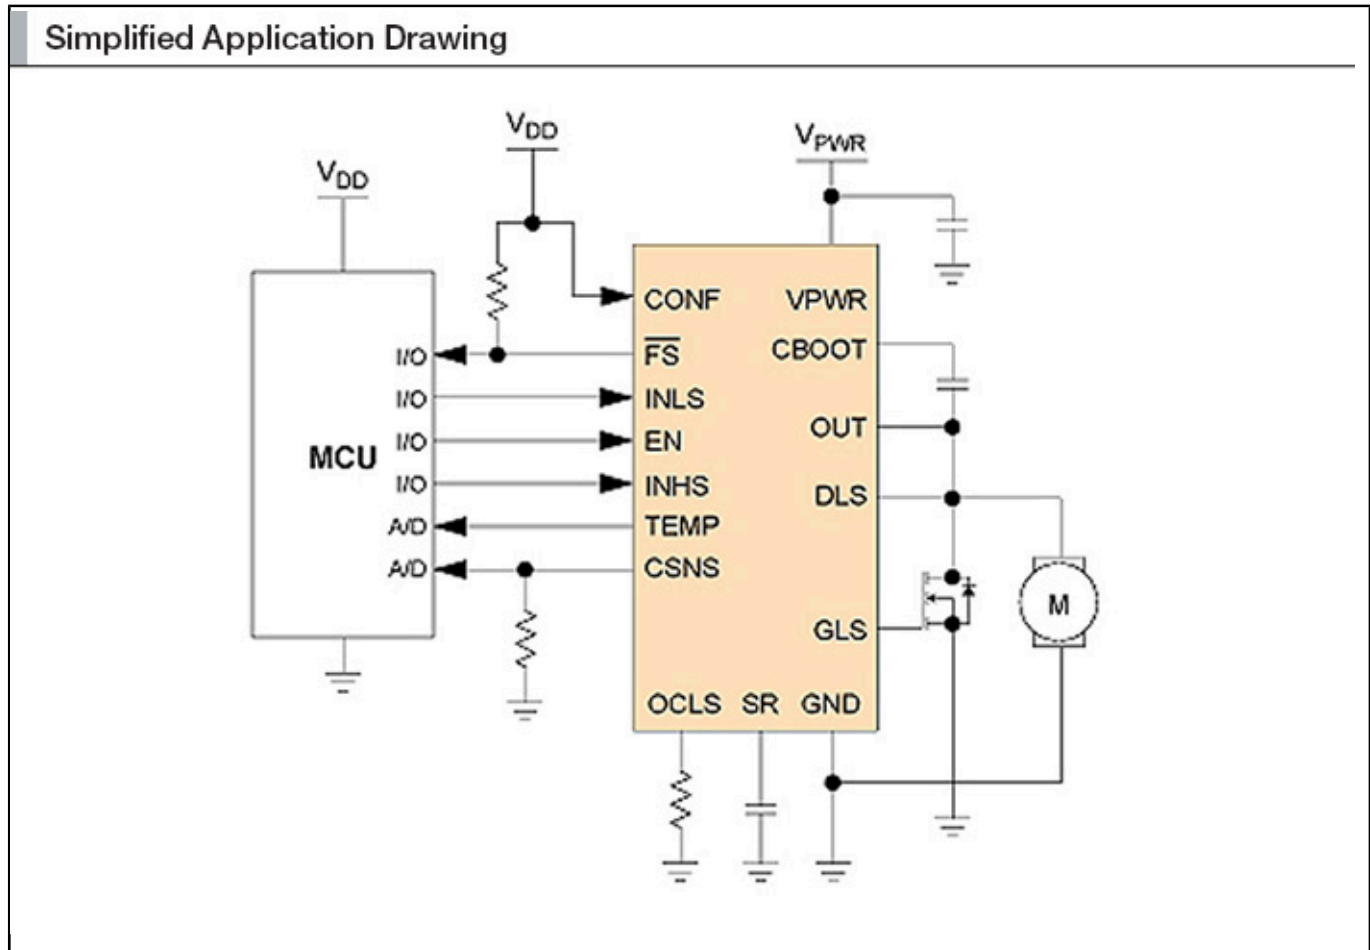 Simplified Application Drawing
VDD
VDD
VPWR
MCU
I/O
I/O
I/O
I/O
A/D
A/D
CONF
F̅S̅
INLS
EN
INHS
TEMP
CSNS
VPWR
CBOOT
OUT
DLS
GLS
OCLS SR GND
M